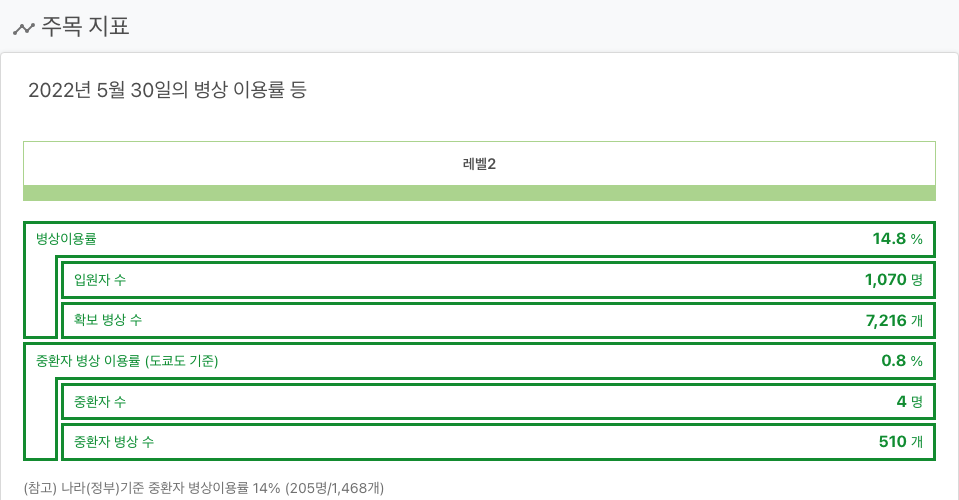 주목 지표
2022년 5월 30일의 병상 이용률 등
레벨2
병상이용률 14.8 %
입원자 수 1,070 명
확보 병상 수 7,216 개
중환자 병상 이용률 (도쿄도 기준) 0.8 %
중환자 수 4 명
중환자 병상 수 510 개
(참고) 나라(정부)기준 중환자 병상이용률 14% (205명/1,468개)